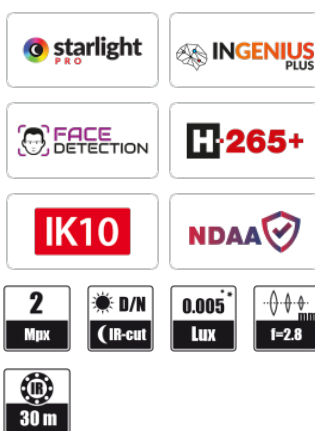 starlight
PRO
INGENIUS
PLUS
FACE
DETECTION
H·265+
IK10
NDAA
2
Mpx
D/N
IR-cut
0.005**
Lux
mm
f=2.8
IR
30 m